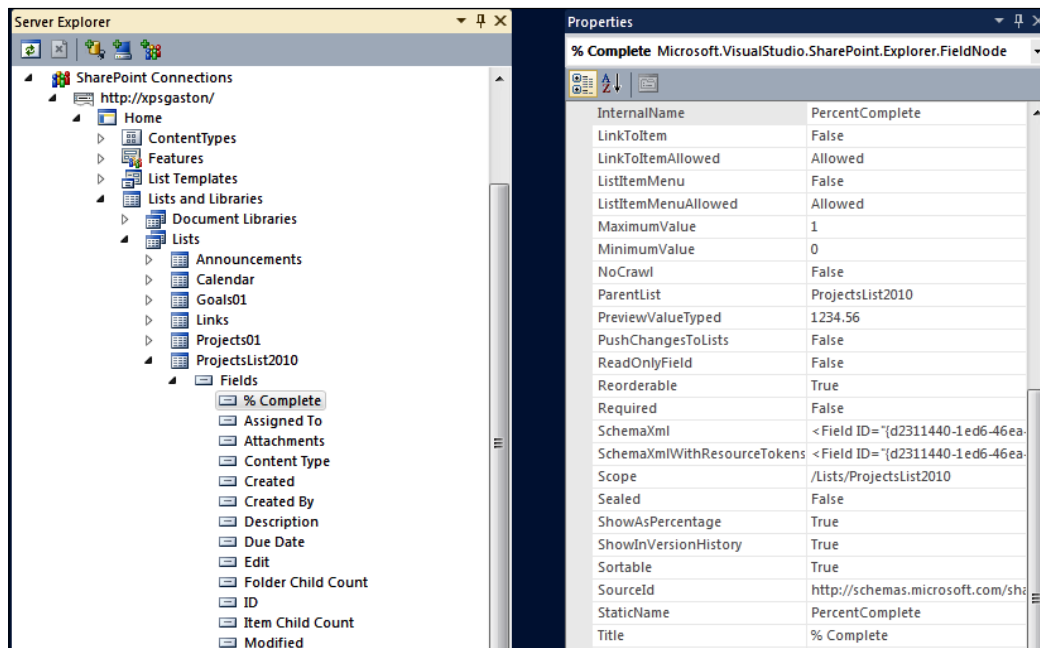 Server Explorer
SharePoint Connections
http://xpsgaston/
Home
ContentTypes
Features
List Templates
Lists and Libraries
Document Libraries
Lists
Announcements
Calendar
Goals01
Links
Projects01
ProjectsList2010
Fields
% Complete
Assigned To
Attachments
Content Type
Created
Created By
Description
Due Date
Edit
Folder Child Count
ID
Item Child Count
Modified
Properties
% Complete Microsoft.VisualStudio.SharePoint.Explorer.FieldNode
InternalName PercentComplete
LinkToItem False
LinkToItemAllowed Allowed
ListItemMenu False
ListItemMenuAllowed Allowed
MaximumValue 1
MinimumValue 0
NoCrawl False
ParentList ProjectsList2010
PreviewValueTyped 1234.56
PushChangesToLists False
ReadOnlyField False
Reorderable True
Required False
SchemaXml <Field ID="{d2311440-1ed6-46ea-
SchemaXmlWithResourceTokens <Field ID="{d2311440-1ed6-46ea-
Scope /Lists/ProjectsList2010
Sealed False
ShowAsPercentage True
ShowInVersionHistory True
Sortable True
SourceId http://schemas.microsoft.com/sha
StaticName PercentComplete
Title % Complete